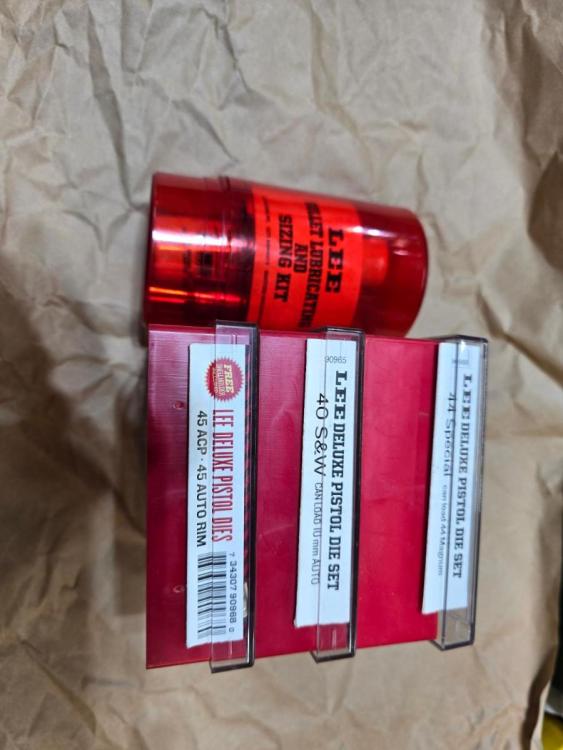 LEE
BULLET LUBRICATING
AND
SIZING KIT
LEE DELUXE PISTOL DIE SET
44 Special can load 44 Magnum
90965
LEE DELUXE PISTOL DIE SET
40 S&W CAN LOAD 10 mm AUTO
FREE
LEE DELUXE PISTOL DIES
45 ACP · 45 AUTO RIM
7 34307 90968 0